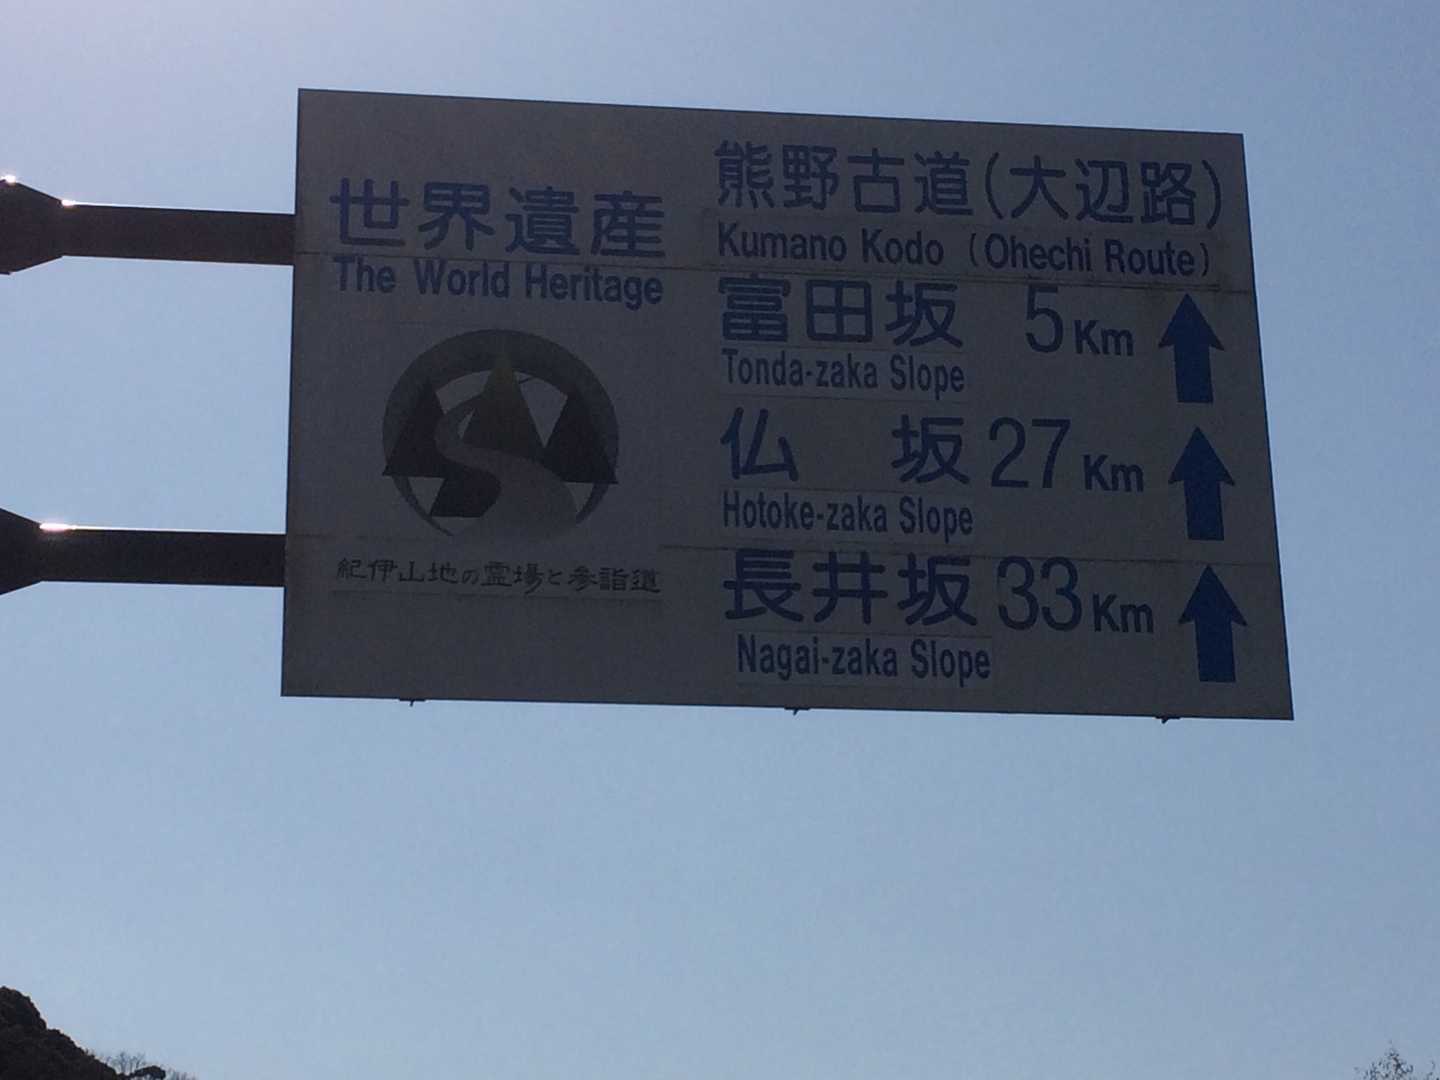 世界遺産
The World Heritage
紀伊山地の霊場と参詣道
熊野古道(大辺路)
Kumano Kodo (Ohechi Route)
富田坂 5Km
Tonda-zaka Slope
仏 坂 27Km
Hotoke-zaka Slope
長井坂 33Km
Nagai-zaka Slope